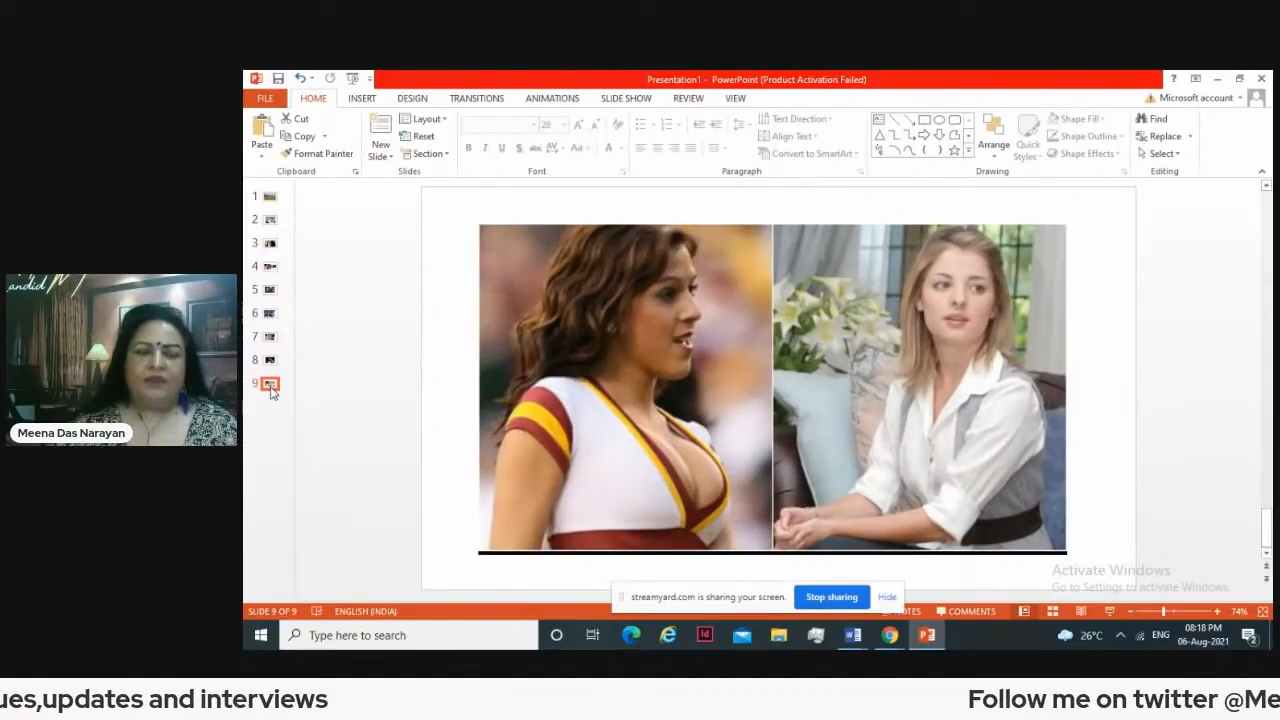 Presentation1 - PowerPoint (Product Activation Failed)
FILE HOME INSERT DESIGN TRANSITIONS ANIMATIONS SLIDE SHOW REVIEW VIEW Microsoft account
Paste
Cut
Copy
Format Painter
Clipboard
New
Slide
Layout
Reset
Section
Slides
28
B I U S abc AV Aa A
Font
Text Direction
Align Text
Convert to SmartArt
Paragraph
Arrange
Quick
Styles
Shape Fill
Shape Outline
Shape Effects
Drawing
Find
Replace
Select
Editing
1
2
3
4
5
6
7
8
9
andid
Meena Das Narayan
Activate Windows
Go to Settings to activate Windows.
streamyard.com is sharing your screen. Stop sharing Hide
SLIDE 9 OF 9 ENGLISH (INDIA) NOTES COMMENTS 74%
Type here to search
26°C ENG
08:18 PM
06-Aug-2021
2
ues,updates and interviews Follow me on twitter @Me